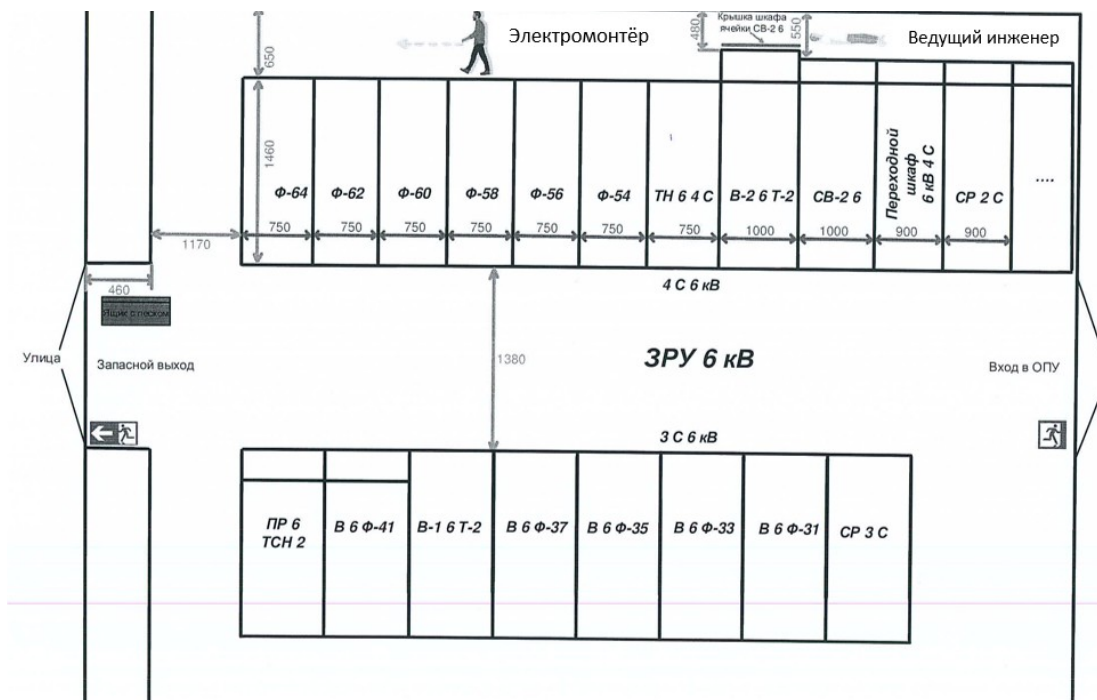 Крышка шкафа
ячейки СВ-2 6
Электромонтёр
Ведущий инженер
480
550
650
1460
Ф-64
Ф-62
Ф-60
Ф-58
Ф-56
Ф-54
ТН 6 4 С
В-2 6 Т-2
СВ-2 6
Переходной
шкаф
6 кВ 4 С
СР 2 С
....
750
750
750
750
750
750
750
1000
1000
900
900
1170
460
4 С 6 кВ
Ящик с песком
Улица
Запасной выход
1380
ЗРУ 6 кВ
Вход в ОПУ
3 С 6 кВ
ПР 6
ТСН 2
В 6 Ф-41
В-1 6 Т-2
В 6 Ф-37
В 6 Ф-35
В 6 Ф-33
В 6 Ф-31
СР 3 С